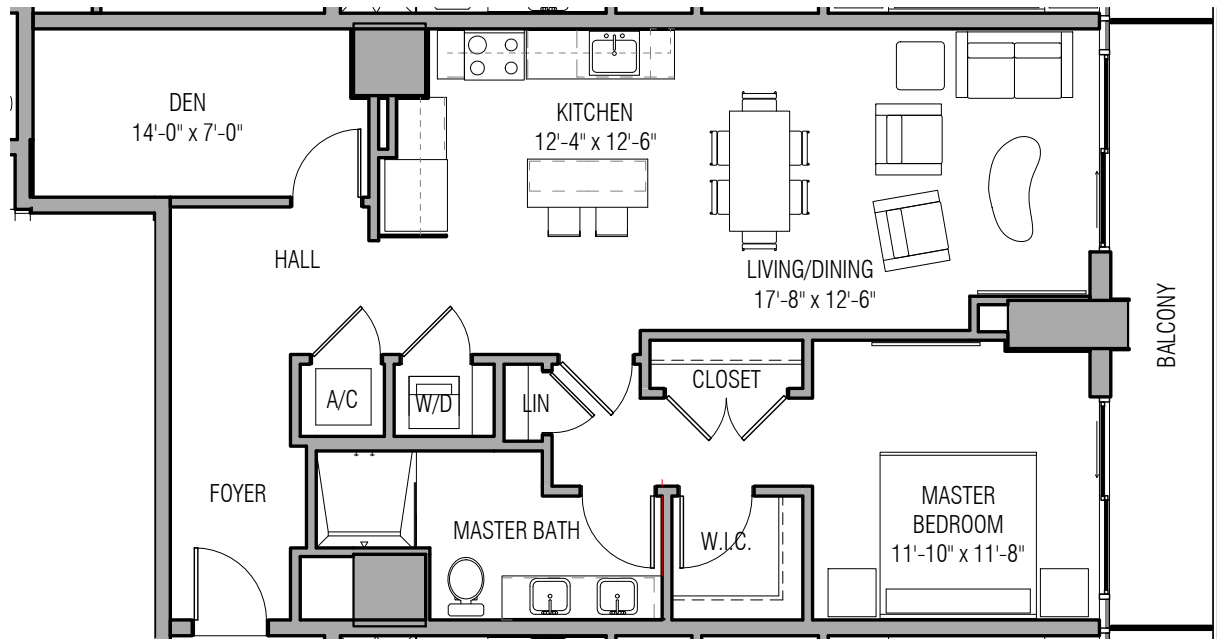 DEN
14'-0" x 7'-0"
KITCHEN
12'-4" x 12'-6"
HALL
LIVING/DINING
17'-8" x 12'-6"
BALCONY
A/C
W/D
LIN
CLOSET
FOYER
MASTER BATH
W.I.C.
MASTER
BEDROOM
11'-10" x 11'-8"